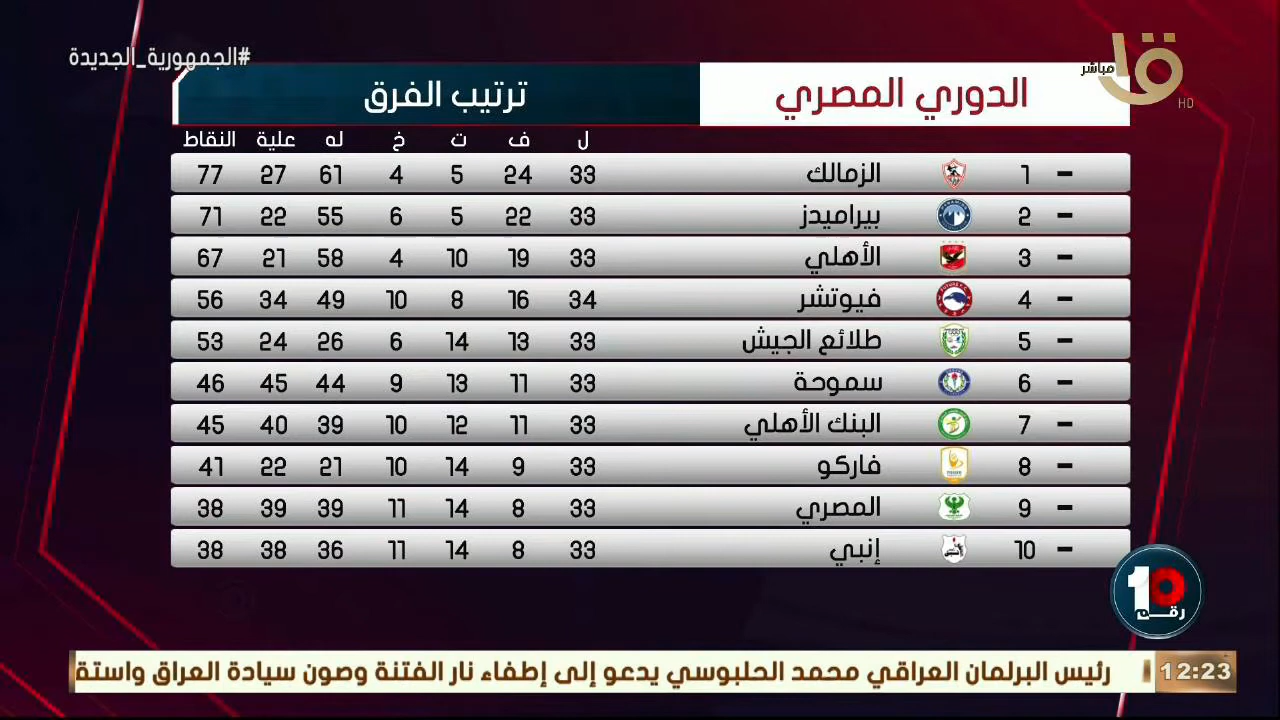 #الجمهورية_الجديدة
مباشر
HD
الدوري المصري ترتيب الفرق
ل ف ت خ له علية النقاط
1 الزمالك 33 24 5 4 61 27 77
2 بيراميدز 33 22 5 6 55 22 71
3 الأهلي 33 19 10 4 58 21 67
4 فيوتشر 34 16 8 10 49 34 56
5 طلائع الجيش 33 13 14 6 26 24 53
6 سموحة 33 11 13 9 44 45 46
7 البنك الأهلي 33 11 12 10 39 40 45
8 فاركو 33 9 14 10 21 22 41
9 المصري 33 8 14 11 39 39 38
10 إنبي 33 8 14 11 36 38 38
رقم 10
12:23 رئيس البرلمان العراقي محمد الحلبوسي يدعو إلى إطفاء نار الفتنة وصون سيادة العراق واستق